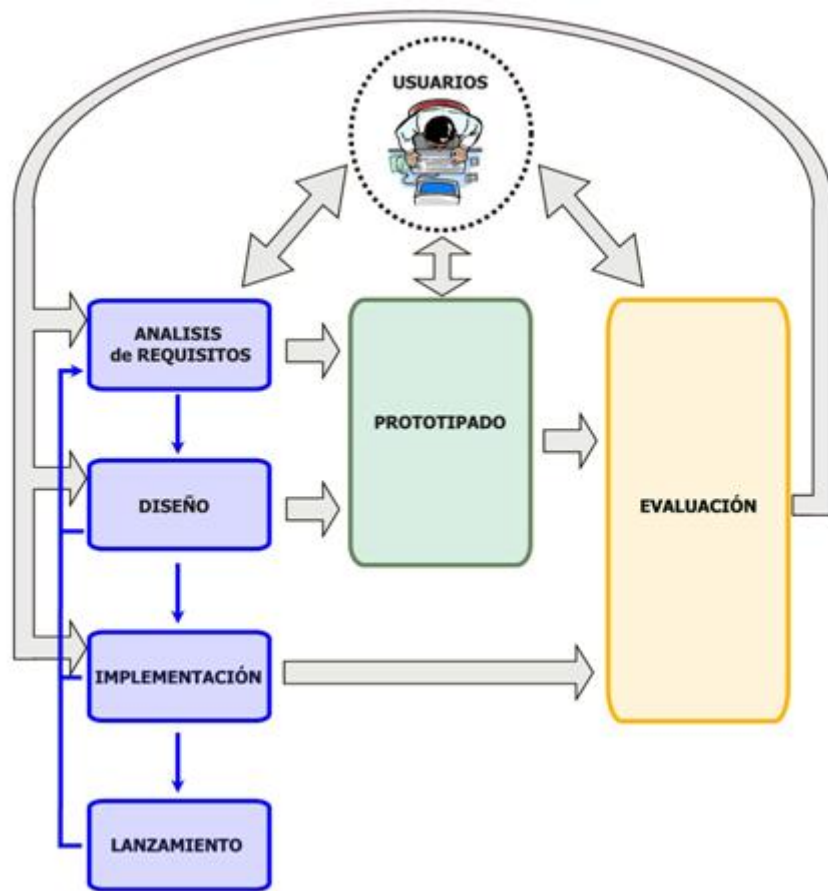 USUARIOS
ANALISIS
de REQUISITOS
PROTOTIPADO
DISEÑO
EVALUACIÓN
IMPLEMENTACIÓN
LANZAMIENTO